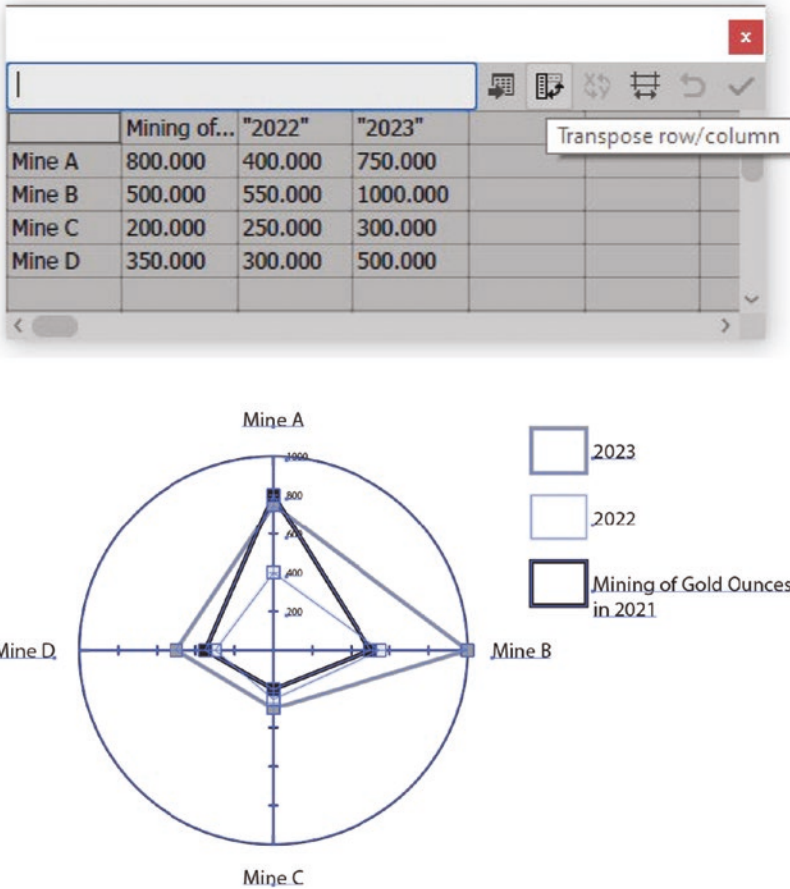 x
Mining of... "2022" "2023"
Transpose row/column
Mine A 800.000 400.000 750.000
Mine B 500.000 550.000 1000.000
Mine C 200.000 250.000 300.000
Mine D 350.000 300.000 500.000
Mine A
1000
800
600
400
200
Mine D
Mine B
Mine C
2023
2022
Mining of Gold Ounces
in 2021